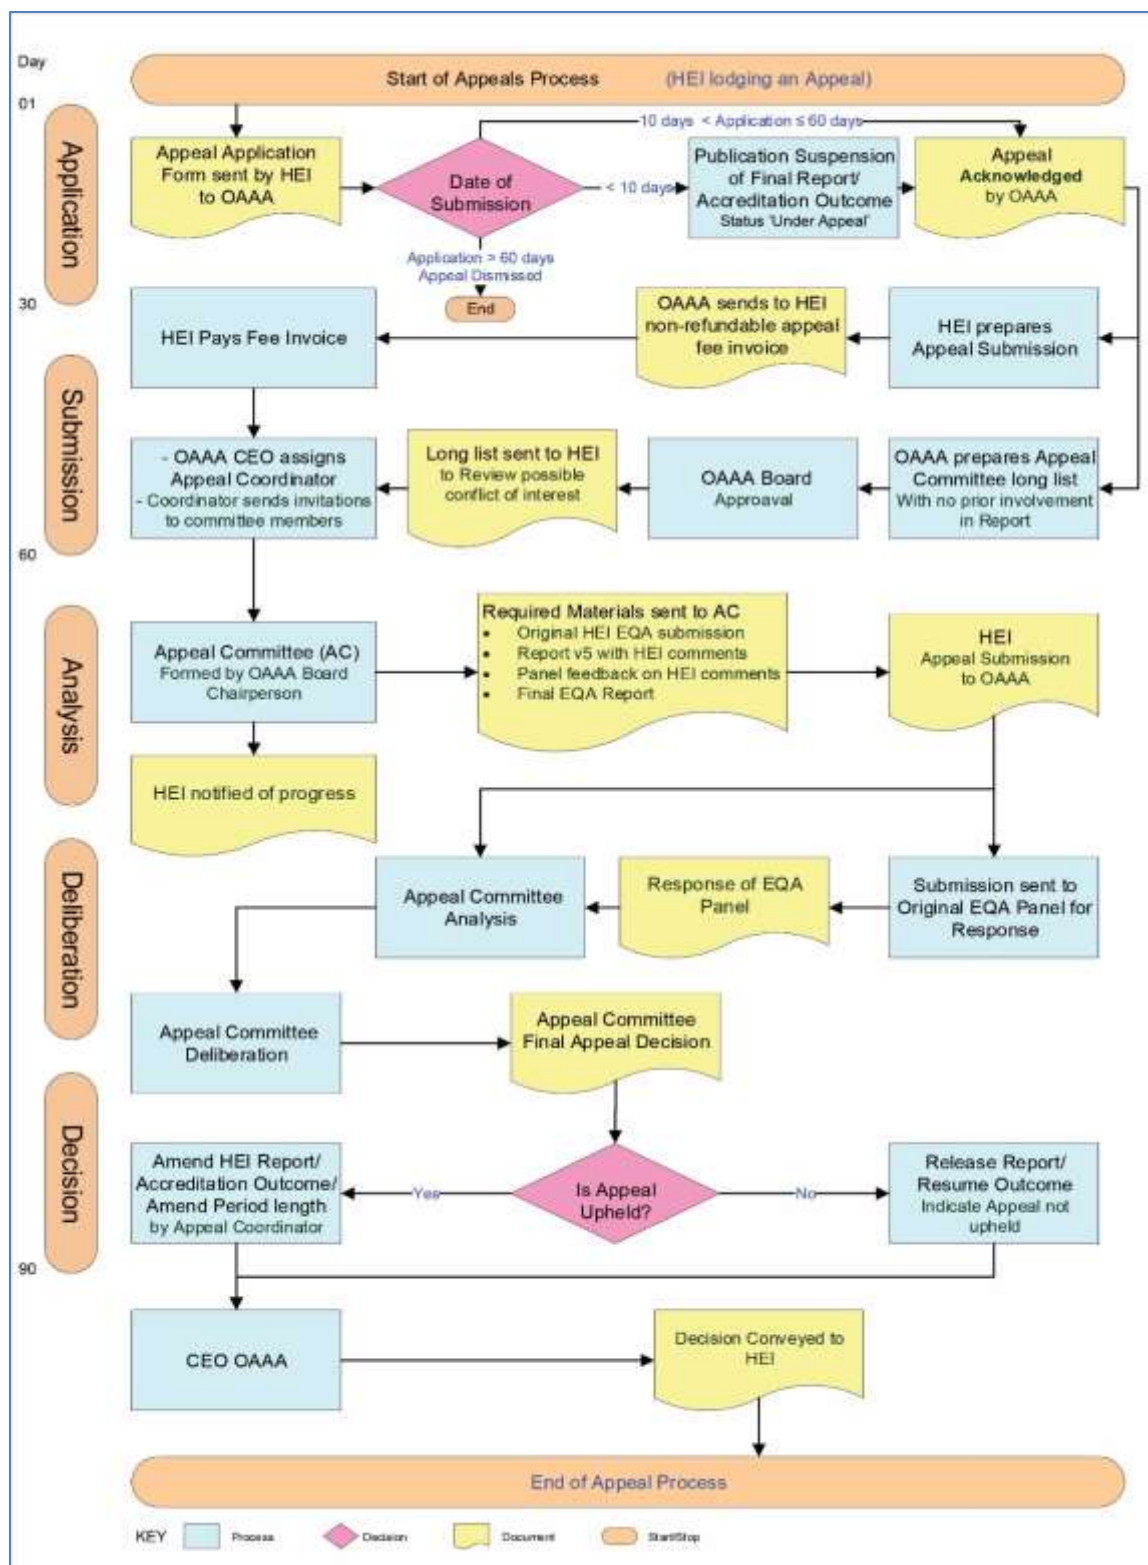 Day
Start of Appeals Process (HEI lodging an Appeal)
01
Application
10 days < Application ≤ 60 days
Appeal Application
Form sent by HEI
to OAAA
Date of
Submission
< 10 days
Publication Suspension
of Final Report/
Accreditation Outcome
Status 'Under Appeal'
Appeal
Acknowledged
by OAAA
Application > 60 days
Appeal Dismissed
End
30
HEI Pays Fee Invoice
OAAA sends to HEI
non-refundable appeal
fee invoice
HEI prepares
Appeal Submission
Submission
- OAAA CEO assigns
Appeal Coordinator
- Coordinator sends invitations
to committee members
Long list sent to HEI
to Review possible
conflict of interest
OAAA Board
Approaval
OAAA prepares Appeal
Committee long list
With no prior involvement
in Report
60
Analysis
Appeal Committee (AC)
Formed by OAAA Board
Chairperson
Required Materials sent to AC
• Original HEI EQA submission
• Report v5 with HEI comments
• Panel feedback on HEI comments
• Final EQA Report
HEI
Appeal Submission
to OAAA
HEI notified of progress
Deliberation
Appeal Committee
Analysis
Response of EQA
Panel
Submission sent to
Original EQA Panel for
Response
Appeal Committee
Deliberation
Appeal Committee
Final Appeal Decision
Decision
Amend HEI Report/
Accreditation Outcome/
Amend Period length
by Appeal Coordinator
Yes
Is Appeal
Upheld?
No
Release Report/
Resume Outcome
Indicate Appeal not
upheld
90
CEO OAAA
Decision Conveyed to
HEI
End of Appeal Process
KEY Process Decision Document Start/Stop